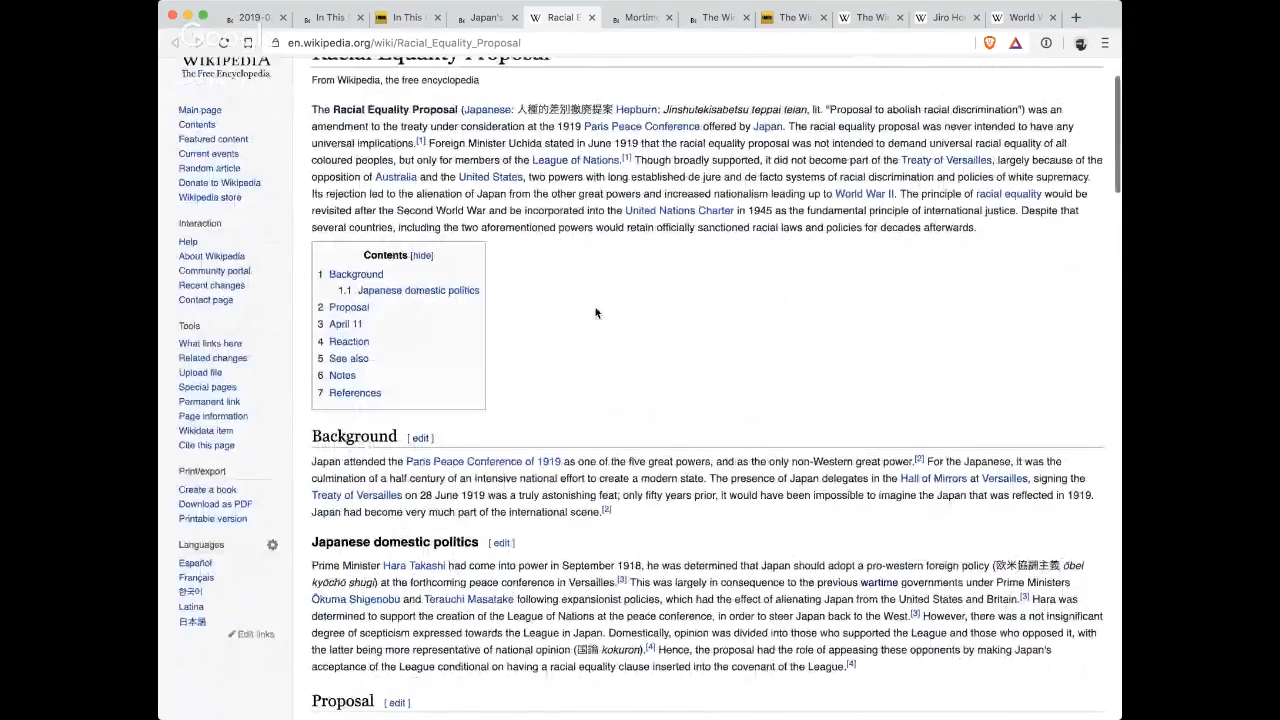 2019-0
In This
In This
Japan's
Racial E
Mortime
The Win
The Wi
The Wi
Jiro Ho
World W
en.wikipedia.org/wiki/Racial_Equality_Proposal
WIKIPEDIA
The Free Encyclopedia
Main page
Contents
Featured content
Current events
Random article
Donate to Wikipedia
Wikipedia store
Interaction
Help
About Wikipedia
Community portal
Recent changes
Contact page
Tools
What links here
Related changes
Upload file
Special pages
Permanent link
Page information
Wikidata item
Cite this page
Print/export
Create a book
Download as PDF
Printable version
Languages
Español
Français
한국어
Latina
日本語
Edit links
Racial Equality Proposal
From Wikipedia, the free encyclopedia
The Racial Equality Proposal (Japanese: 人種的差別撤廃提案 Hepburn: Jinshutekisabetsu teppai teian, lit. "Proposal to abolish racial discrimination") was an
amendment to the treaty under consideration at the 1919 Paris Peace Conference offered by Japan. The racial equality proposal was never intended to have any
universal implications.[1] Foreign Minister Uchida stated in June 1919 that the racial equality proposal was not intended to demand universal racial equality of all
coloured peoples, but only for members of the League of Nations.[1] Though broadly supported, it did not become part of the Treaty of Versailles, largely because of the
opposition of Australia and the United States, two powers with long established de jure and de facto systems of racial discrimination and policies of white supremacy.
Its rejection led to the alienation of Japan from the other great powers and increased nationalism leading up to World War II. The principle of racial equality would be
revisited after the Second World War and be incorporated into the United Nations Charter in 1945 as the fundamental principle of international justice. Despite that
several countries, including the two aforementioned powers would retain officially sanctioned racial laws and policies for decades afterwards.
Contents [hide]
1 Background
1.1 Japanese domestic politics
2 Proposal
3 April 11
4 Reaction
5 See also
6 Notes
7 References
Background [ edit ]
Japan attended the Paris Peace Conference of 1919 as one of the five great powers, and as the only non-Western great power.[2] For the Japanese, it was the
culmination of a half century of an intensive national effort to create a modern state. The presence of Japan delegates in the Hall of Mirrors at Versailles, signing the
Treaty of Versailles on 28 June 1919 was a truly astonishing feat; only fifty years prior, it would have been impossible to imagine the Japan that was reflected in 1919.
Japan had become very much part of the international scene.[2]
Japanese domestic politics [ edit ]
Prime Minister Hara Takashi had come into power in September 1918, he was determined that Japan should adopt a pro-western foreign policy (欧米協調主義 ōbei
kyōchō shugi) at the forthcoming peace conference in Versailles.[3] This was largely in consequence to the previous wartime governments under Prime Ministers
Ōkuma Shigenobu and Terauchi Masatake following expansionist policies, which had the effect of alienating Japan from the United States and Britain.[3] Hara was
determined to support the creation of the League of Nations at the peace conference, in order to steer Japan back to the West.[3] However, there was a not insignificant
degree of scepticism expressed towards the League in Japan. Domestically, opinion was divided into those who supported the League and those who opposed it, with
the latter being more representative of national opinion (国論 kokuron).[4] Hence, the proposal had the role of appeasing these opponents by making Japan's
acceptance of the League conditional on having a racial equality clause inserted into the covenant of the League.[4]
Proposal [ edit ]